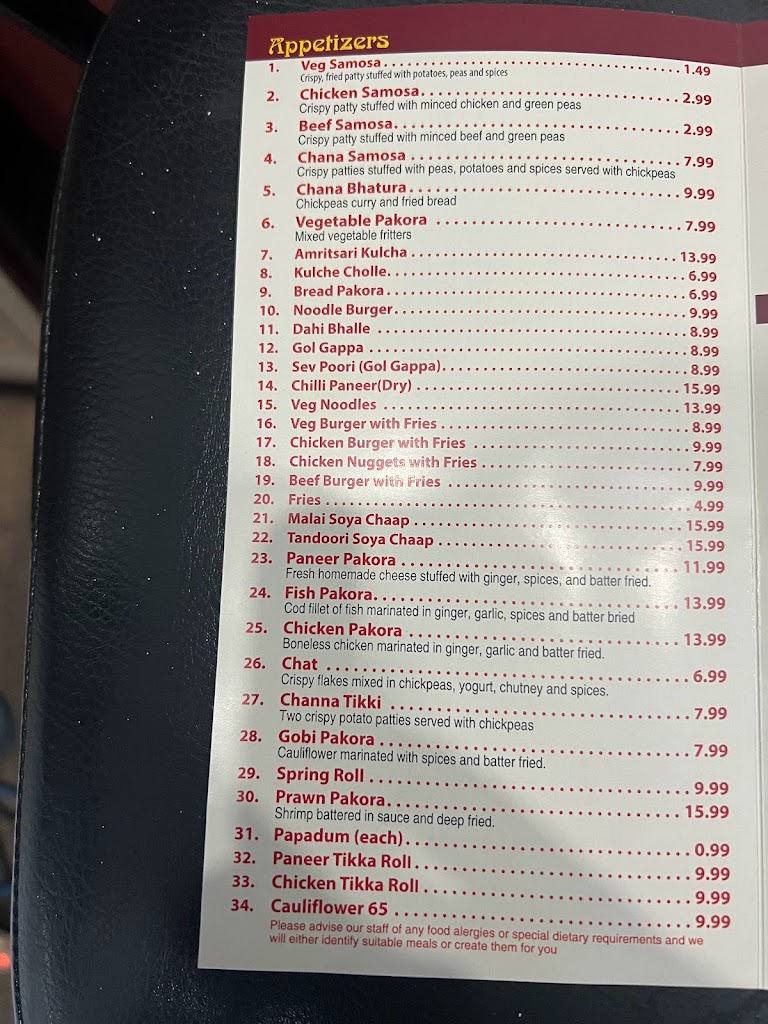 Appetizers
1. Veg Samosa 1.49
Crispy, fried patty stuffed with potatoes, peas and spices
2. Chicken Samosa 2.99
Crispy patty stuffed with minced chicken and green peas
3. Beef Samosa 2.99
Crispy patty stuffed with minced beef and green peas
4. Chana Samosa 7.99
Crispy patties stuffed with peas, potatoes and spices served with chickpeas
5. Chana Bhatura 9.99
Chickpeas curry and fried bread
6. Vegetable Pakora 7.99
Mixed vegetable fritters
7. Amritsari Kulcha 13.99
8. Kulche Cholle 6.99
9. Bread Pakora 6.99
10. Noodle Burger 9.99
11. Dahi Bhalle 8.99
12. Gol Gappa 8.99
13. Sev Poori (Gol Gappa) 8.99
14. Chilli Paneer(Dry) 15.99
15. Veg Noodles 13.99
16. Veg Burger with Fries 8.99
17. Chicken Burger with Fries 9.99
18. Chicken Nuggets with Fries 7.99
19. Beef Burger with Fries 9.99
20. Fries 4.99
21. Malai Soya Chaap 15.99
22. Tandoori Soya Chaap 15.99
23. Paneer Pakora 11.99
Fresh homemade cheese stuffed with ginger, spices, and batter fried.
24. Fish Pakora 13.99
Cod fillet of fish marinated in ginger, garlic, spices and batter bried
25. Chicken Pakora 13.99
Boneless chicken marinated in ginger, garlic and batter fried.
26. Chat 6.99
Crispy flakes mixed in chickpeas, yogurt, chutney and spices.
27. Channa Tikki 7.99
Two crispy potato patties served with chickpeas
28. Gobi Pakora 7.99
Cauliflower marinated with spices and batter fried.
29. Spring Roll 9.99
30. Prawn Pakora 15.99
Shrimp battered in sauce and deep fried.
31. Papadum (each) 0.99
32. Paneer Tikka Roll 9.99
33. Chicken Tikka Roll 9.99
34. Cauliflower 65 9.99
Please advise our staff of any food alergies or special dietary requirements and we
will either identify suitable meals or create them for you